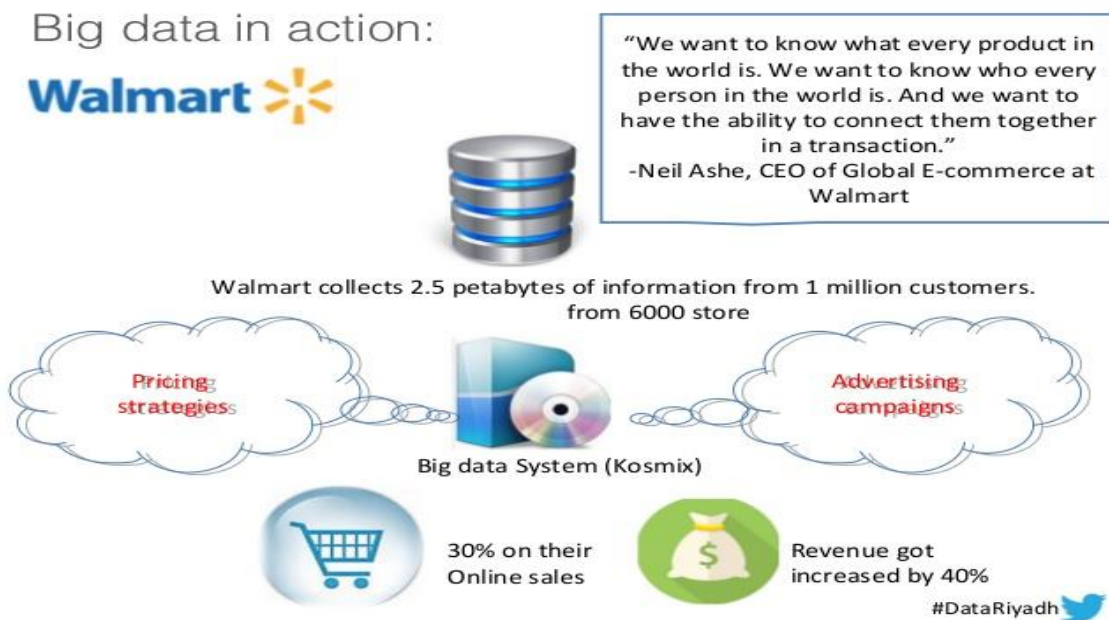 Big data in action:
Walmart
“We want to know what every product in
the world is. We want to know who every
person in the world is. And we want to
have the ability to connect them together
in a transaction.”
-Neil Ashe, CEO of Global E-commerce at
Walmart
Walmart collects 2.5 petabytes of information from 1 million customers.
from 6000 store
Pricing
strategies
Advertising
campaigns
Big data System (Kosmix)
30% on their
Online sales
$
Revenue got
increased by 40%
#DataRiyadh